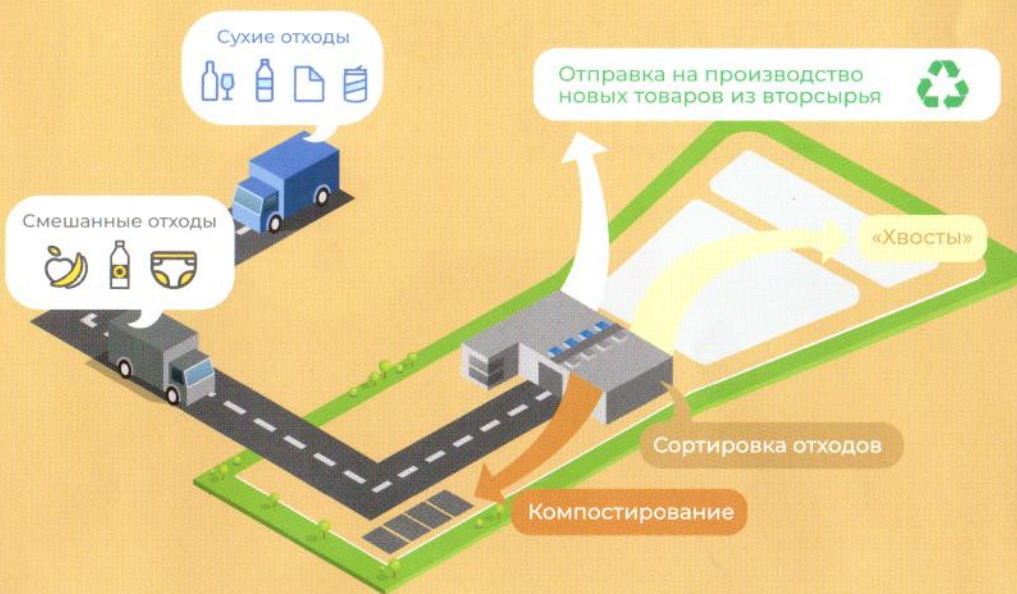 Сухие отходы
Отправка на производство
новых товаров из вторсырья
Смешанные отходы
«Хвосты»
Сортировка отходов
Компостирование